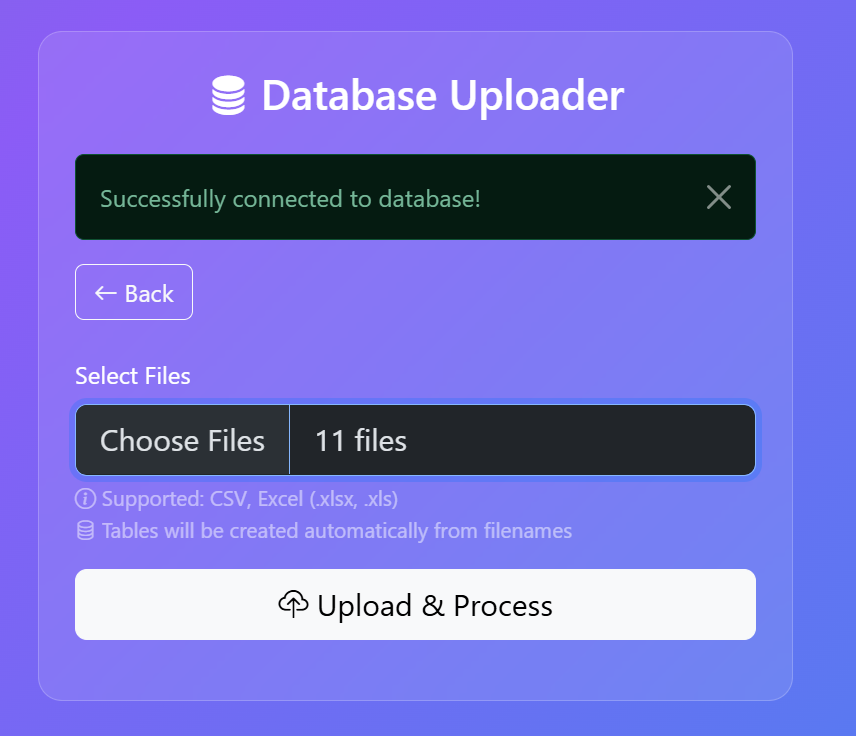 Database Uploader
Successfully connected to database!
← Back
Select Files
Choose Files 11 files
Supported: CSV, Excel (.xlsx, .xls)
Tables will be created automatically from filenames
Upload & Process